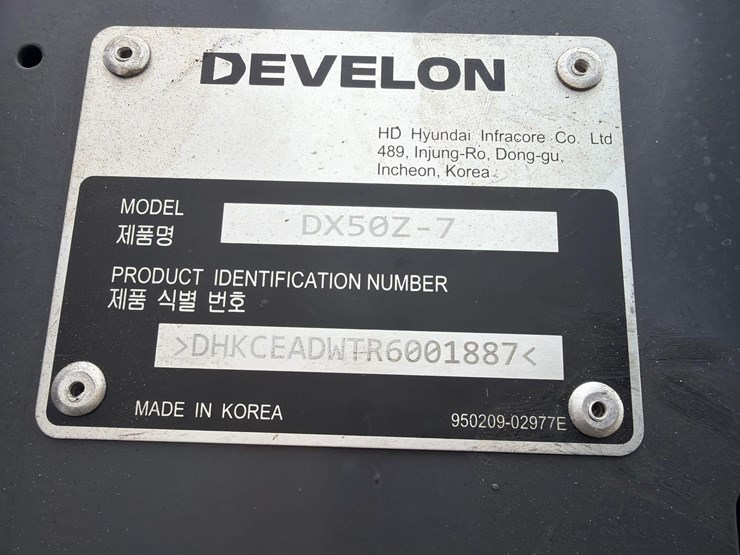 DEVELON
HD Hyundai Infracore Co. Ltd
489, Injung-Ro, Dong-gu,
Incheon, Korea
MODEL
제품명
DX50Z-7
PRODUCT IDENTIFICATION NUMBER
제품 식별 번호
>DHKCEADWTR6001887<
MADE IN KOREA
950209-02977E